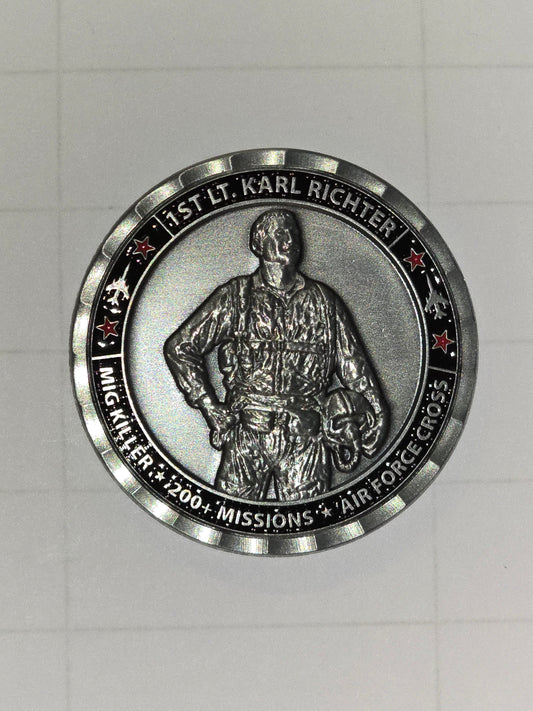 1ST LT. KARL RICHTER
MIG KILLER ★ 200+ MISSIONS ★ AIR FORCE CROSS